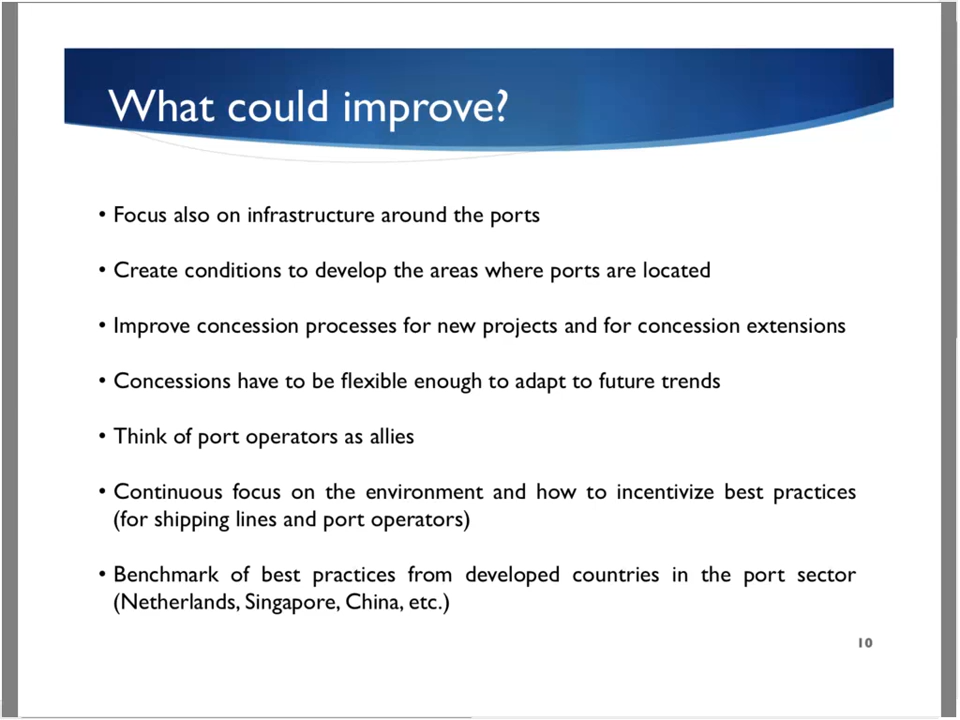 What could improve?
• Focus also on infrastructure around the ports
• Create conditions to develop the areas where ports are located
• Improve concession processes for new projects and for concession extensions
• Concessions have to be flexible enough to adapt to future trends
• Think of port operators as allies
• Continuous focus on the environment and how to incentivize best practices
(for shipping lines and port operators)
• Benchmark of best practices from developed countries in the port sector
(Netherlands, Singapore, China, etc.)
10